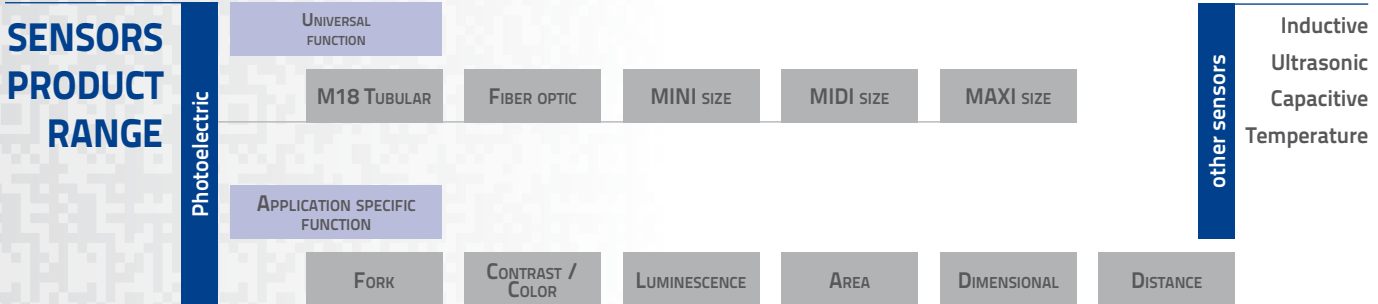 SENSORS
PRODUCT
RANGE
Photoelectric
Universal
function
M18 Tubular
Fiber optic
MINI size
MIDI size
MAXI size
Application specific
function
Fork
Contrast /
Color
Luminescence
Area
Dimensional
Distance
other sensors
Inductive
Ultrasonic
Capacitive
Temperature